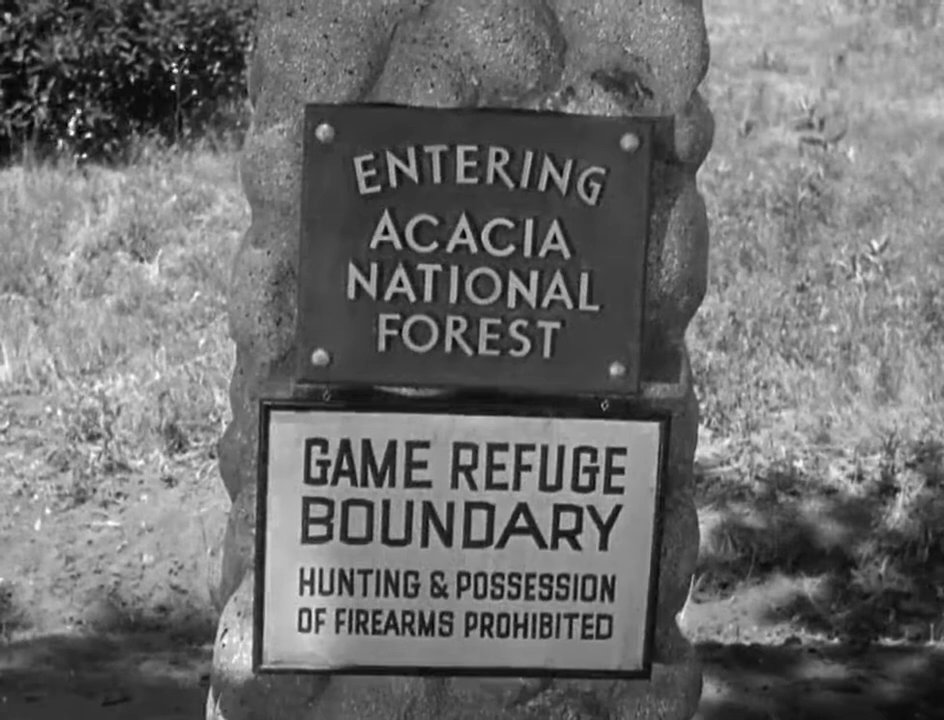 ENTERING
ACACIA
NATIONAL
FOREST
GAME REFUGE
BOUNDARY
HUNTING & POSSESSION
OF FIREARMS PROHIBITED